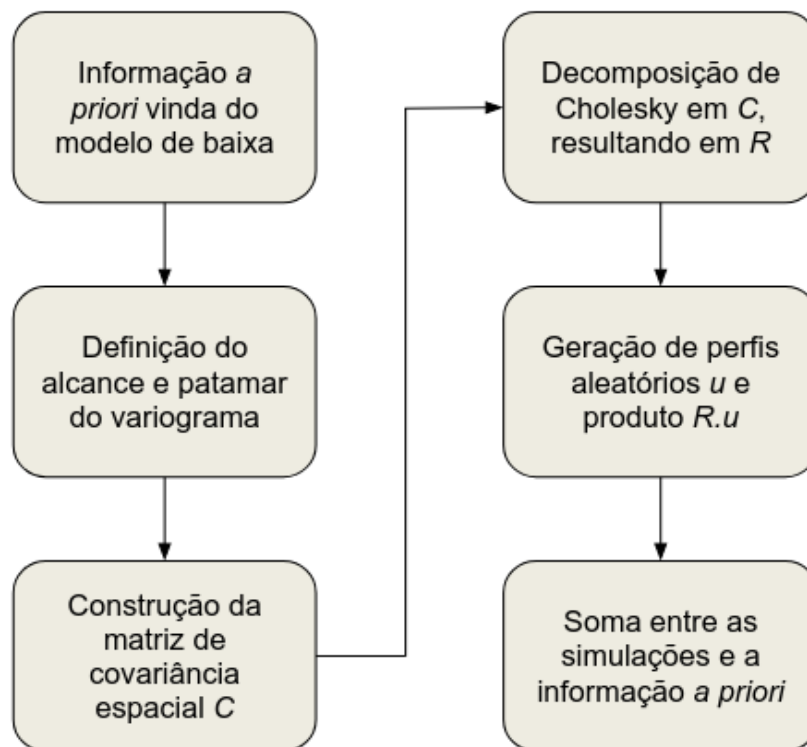 Informação a
priori vinda do
modelo de baixa
Definição do
alcance e patamar
do variograma
Construção da
matriz de
covariância
espacial C
Decomposição de
Cholesky em C,
resultando em R
Geração de perfis
aleatórios u e
produto R.u
Soma entre as
simulações e a
informação a priori